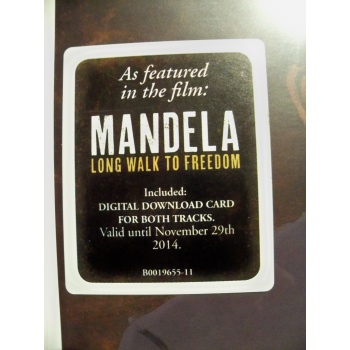 As featured
in the film:
MANDELA
LONG WALK TO FREEDOM
Included:
DIGITAL DOWNLOAD CARD
FOR BOTH TRACKS.
Valid until November 29th
2014.
B0019655-11